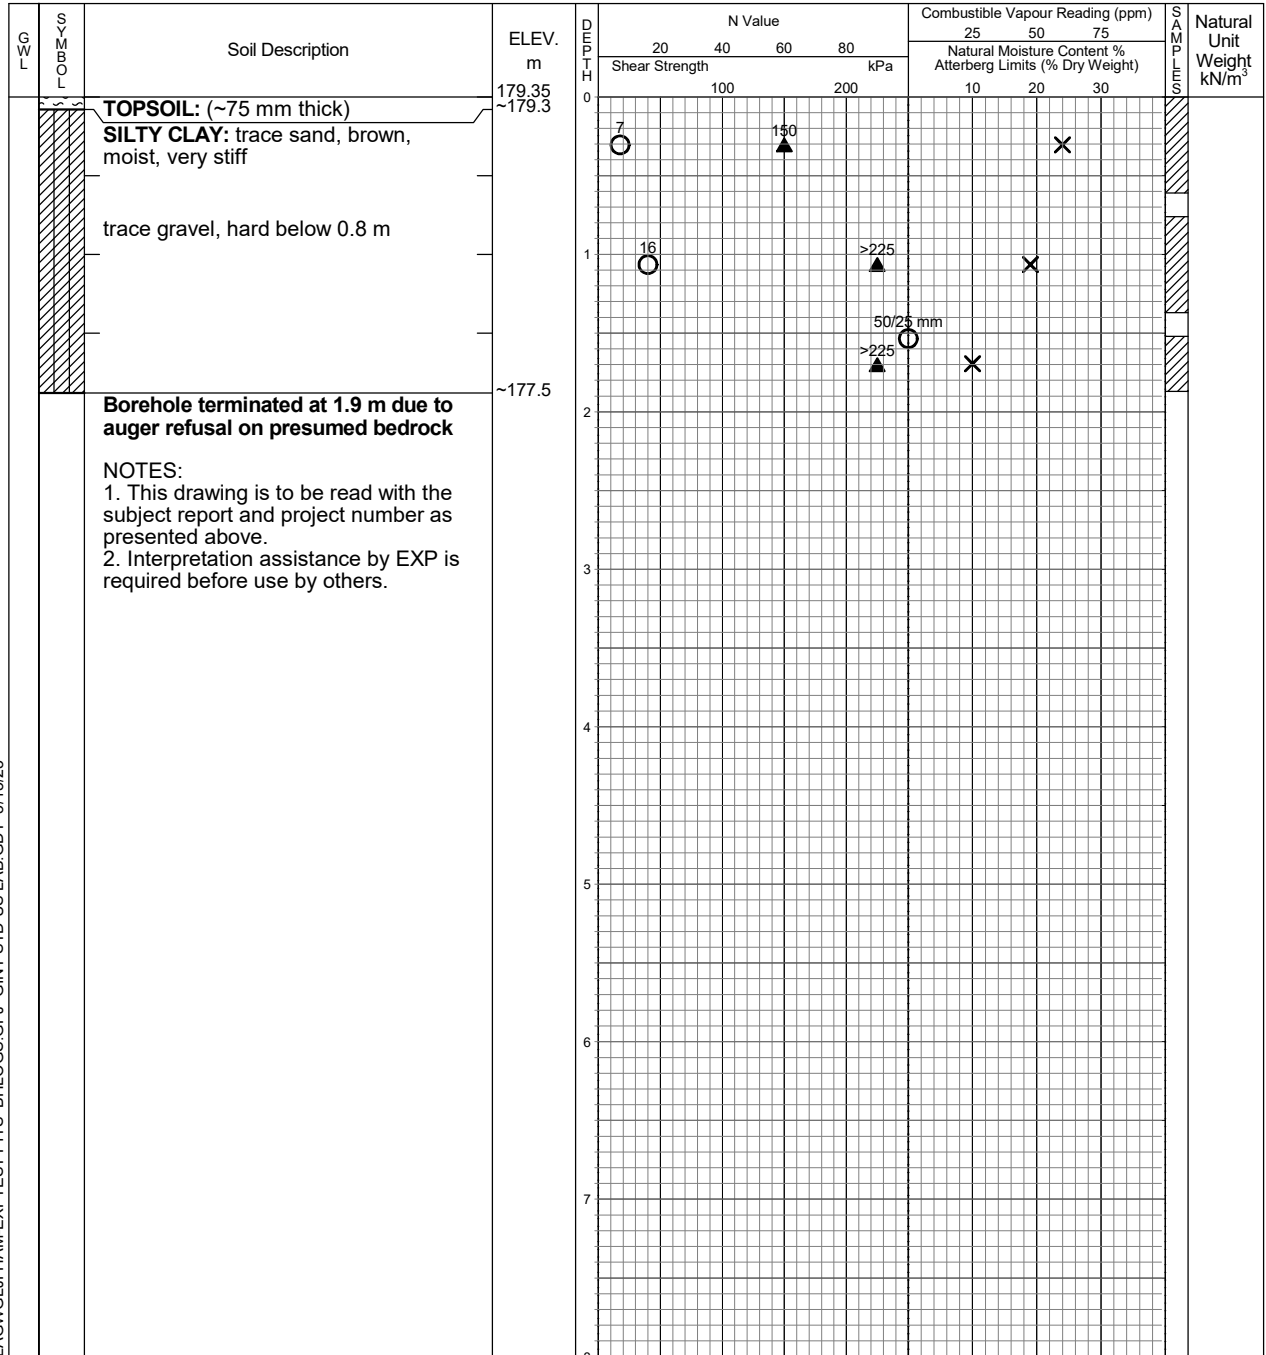 GWL
SYMBOL
Soil Description
ELEV.
m
DEPTH
N Value
20 40 60 80
Shear Strength kPa
100 200
Combustible Vapour Reading (ppm)
25 50 75
Natural Moisture Content %
Atterberg Limits (% Dry Weight)
10 20 30
SAMPLES
Natural
Unit
Weight
kN/m³
179.35
0
TOPSOIL: (~75 mm thick)
~179.3
SILTY CLAY: trace sand, brown,
moist, very stiff
7
150
trace gravel, hard below 0.8 m
16
>225
1
50/25 mm
>225
~177.5
Borehole terminated at 1.9 m due to
auger refusal on presumed bedrock
2
NOTES:
1. This drawing is to be read with the
subject report and project number as
presented above.
2. Interpretation assistance by EXP is
required before use by others.
3
4
5
6
7